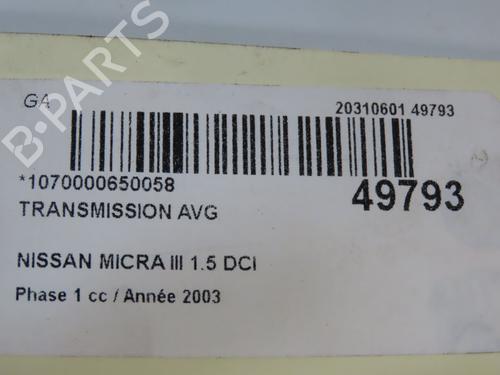 GA
20310601 49793
*1070000650058
49793
TRANSMISSION AVG
NISSAN MICRA III 1.5 DCI
Phase 1 cc / Année 2003
B-PARTS